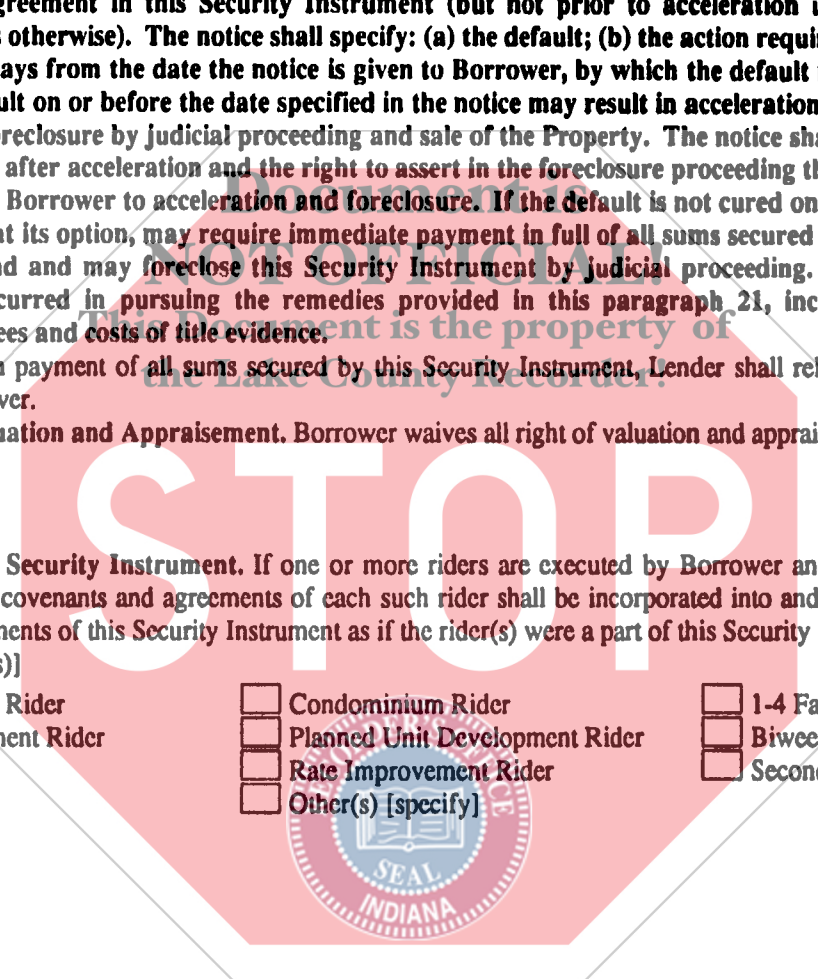 greement in this Security Instrument (but not prior to acceleration
otherwise). The notice shall specify: (a) the default; (b) the action requi
ays from the date the notice is given to Borrower, by which the default
ult on or before the date specified in the notice may result in acceleration
reclosure by judicial proceeding and sale of the Property. The notice sha
after acceleration and the right to assert in the foreclosure proceeding th
Document is
Borrower to acceleration and foreclosure. If the default is not cured on
at its option, may require immediate payment in full of all sums secured
NOT OFFICIAL!
nd and may foreclose this Security Instrument by judicial proceeding.
curred in pursuing the remedies provided in this paragraph 21, inc
This Document is the property of
ees and costs of title evidence.
payment of all sums secured by this Security Instrument, Lender shall rel
the Lake County Recorder!
wer.
uation and Appraisement. Borrower waives all right of valuation and apprai
STOP
Security Instrument. If one or more riders are executed by Borrower an
covenants and agreements of each such rider shall be incorporated into and
nents of this Security Instrument as if the rider(s) were a part of this Security
s)]
Rider Condominium Rider 1-4 Fa
nent Rider Planned Unit Development Rider Biwee
Rate Improvement Rider Secon
Other(s) [specify]
SEAL
INDIANA